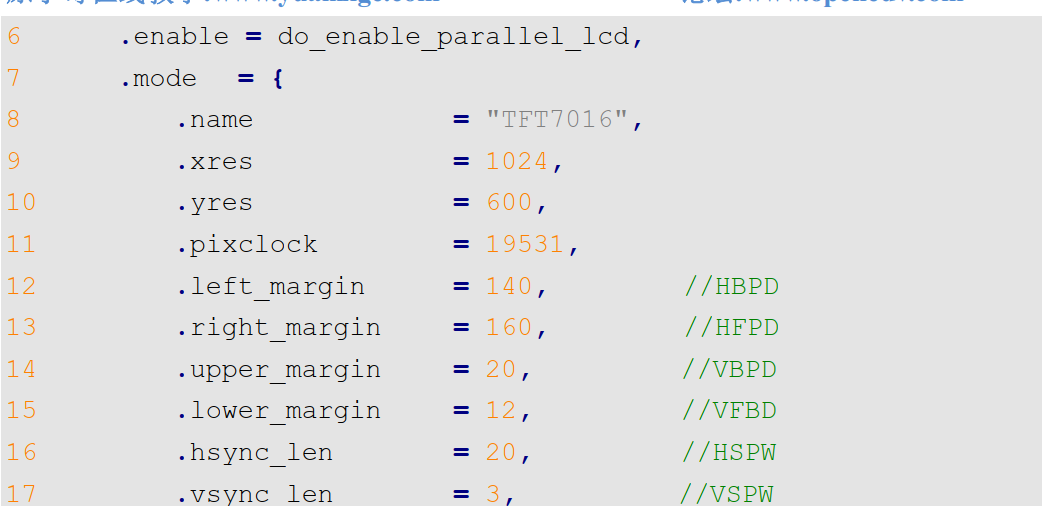 6 .enable = do_enable_parallel_lcd,
7 .mode = {
8 .name = "TFT7016",
9 .xres = 1024,
10 .yres = 600,
11 .pixclock = 19531,
12 .left_margin = 140, //HBPD
13 .right_margin = 160, //HFPD
14 .upper_margin = 20, //VBPD
15 .lower_margin = 12, //VFBD
16 .hsync_len = 20, //HSPW
17 .vsync_len = 3, //VSPW